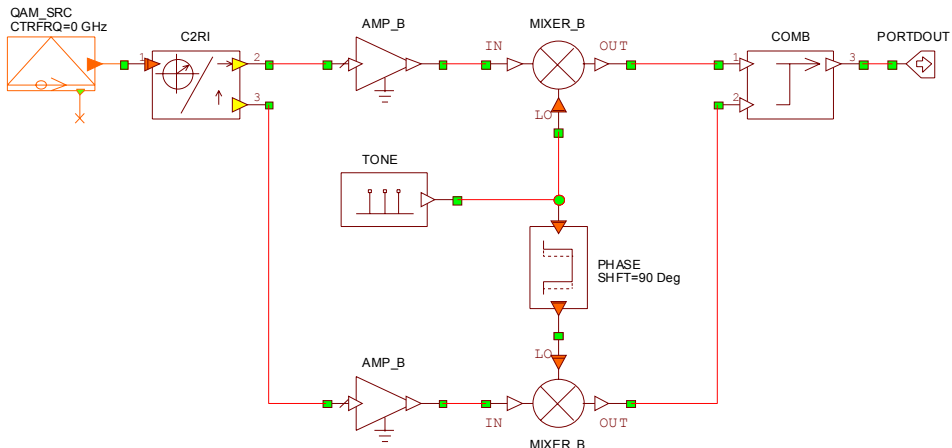 QAM_SRC
CTRFRQ=0 GHz
C2RI
AMP_B
MIXER_B
COMB
PORTDOUT
1
2
3
IN
OUT
LO
1
2
3
TONE
PHASE
SHFT=90 Deg
LO
AMP_B
IN
OUT
MIXER_B